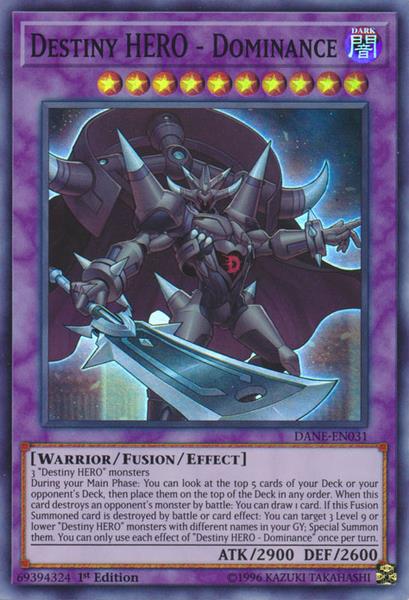 DESTINY HERO - DOMINANCE
DARK
闇
D
DANE-EN031
[WARRIOR/FUSION/EFFECT]
3 "Destiny HERO" monsters
During your Main Phase: You can look at the top 5 cards of your Deck or your
opponent's Deck, then place them on the top of the Deck in any order. When this
card destroys an opponent's monster by battle: You can draw 1 card. If this Fusion
Summoned card is destroyed by battle or card effect: You can target 3 Level 9 or
lower "Destiny HERO" monsters with different names in your GY; Special Summon
them. You can only use each effect of "Destiny HERO - Dominance" once per turn.
ATK/2900 DEF/2600
69394324 1st Edition
©1996 KAZUKI TAKAHASHI